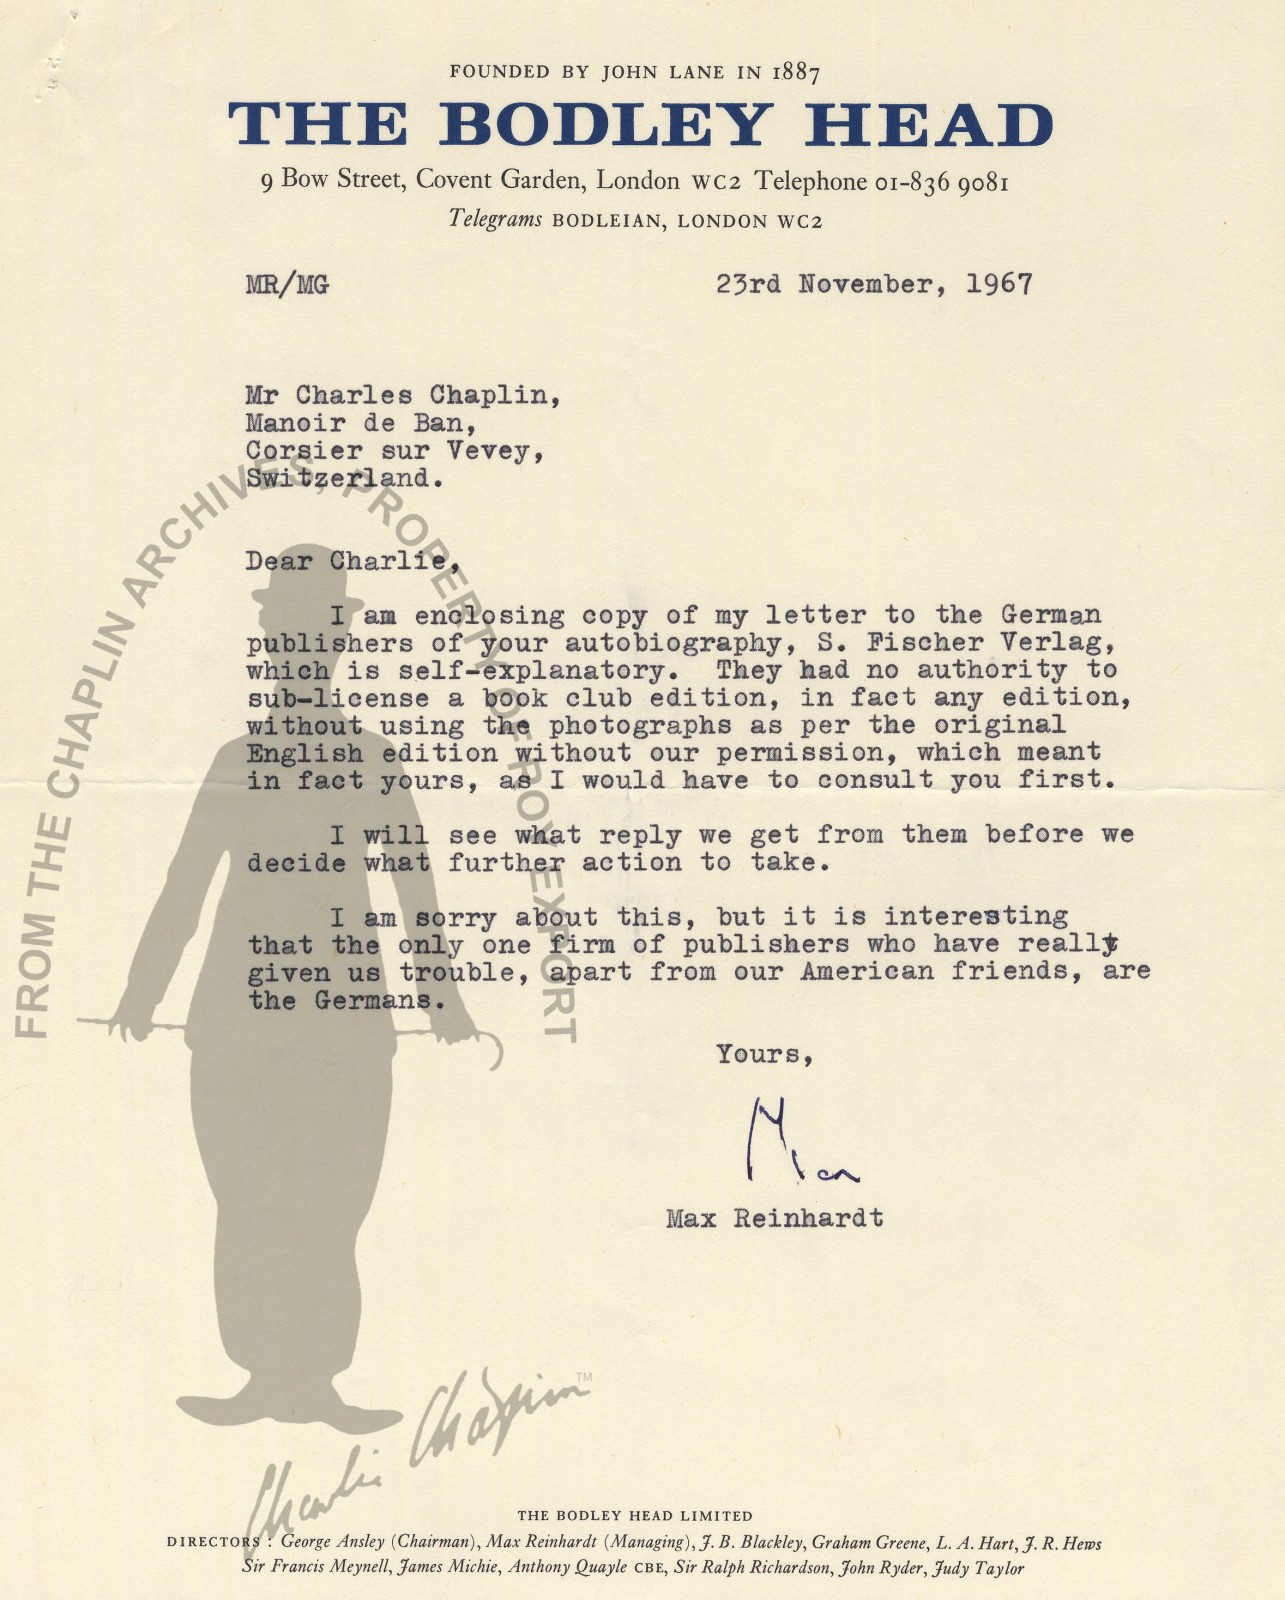 FOUNDED BY JOHN LANE IN 1887
THE BODLEY HEAD
9 Bow Street, Covent Garden, London WC2 Telephone 01-836 9081
Telegrams BODLEIAN, LONDON WC2
MR/MG 23rd November, 1967
Mr Charles Chaplin,
Manoir de Ban,
Corsier sur Vevey,
Switzerland.
Dear Charlie,
I am enclosing copy of my letter to the German
publishers of your autobiography, S. Fischer Verlag,
which is self-explanatory. They had no authority to
sub-license a book club edition, in fact any edition,
without using the photographs as per the original
English edition without our permission, which meant
in fact yours, as I would have to consult you first.
I will see what reply we get from them before we
decide what further action to take.
I am sorry about this, but it is interesting
that the only one firm of publishers who have really
given us trouble, apart from our American friends, are
the Germans.
Yours,
Max
Max Reinhardt
FROM THE CHAPLIN ARCHIVES, PROPERTY OF ROY EXPORT
Charlie Chaplin™
THE BODLEY HEAD LIMITED
DIRECTORS : George Ansley (Chairman), Max Reinhardt (Managing), J. B. Blackley, Graham Greene, L. A. Hart, J. R. Hews
Sir Francis Meynell, James Michie, Anthony Quayle CBE, Sir Ralph Richardson, John Ryder, Judy Taylor